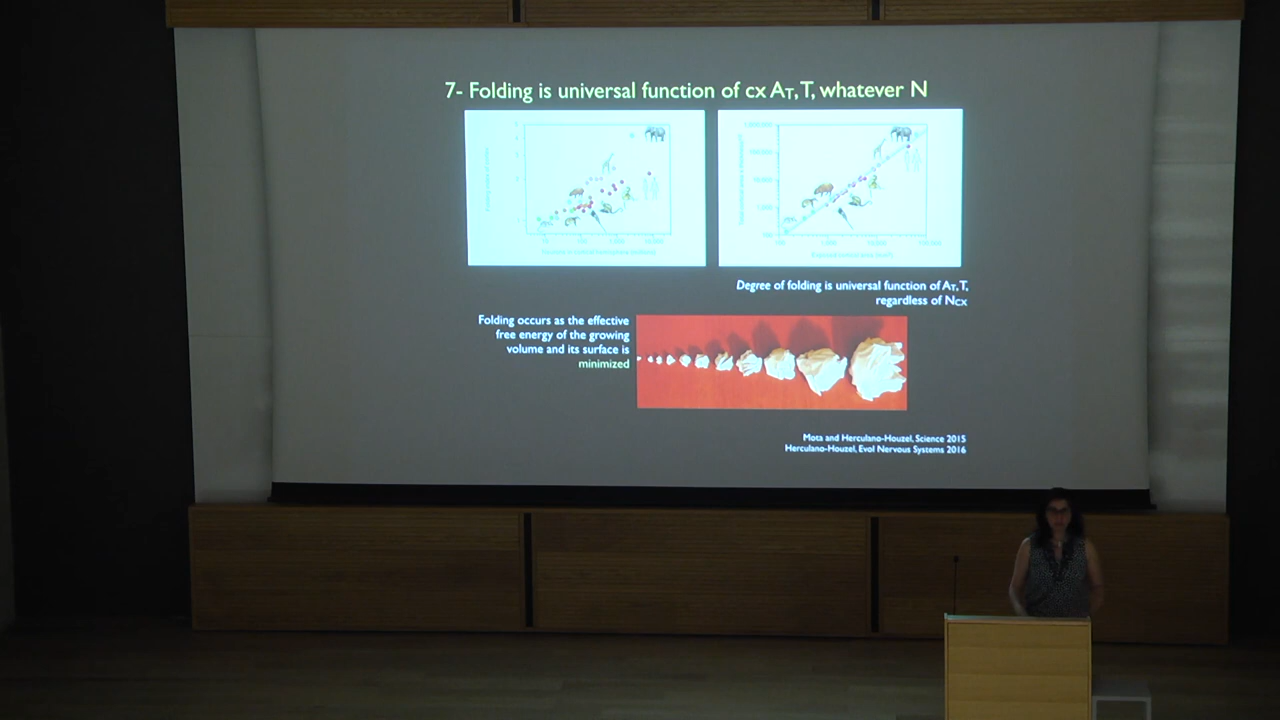 7- Folding is universal function of cx AT, T, whatever N
Degree of folding is universal function of AT, T,
regardless of NCX
Folding occurs as the effective
free energy of the growing
volume and its surface is
minimized
Mota and Herculano-Houzel, Science 2015
Herculano-Houzel, Evol Nervous Systems 2016